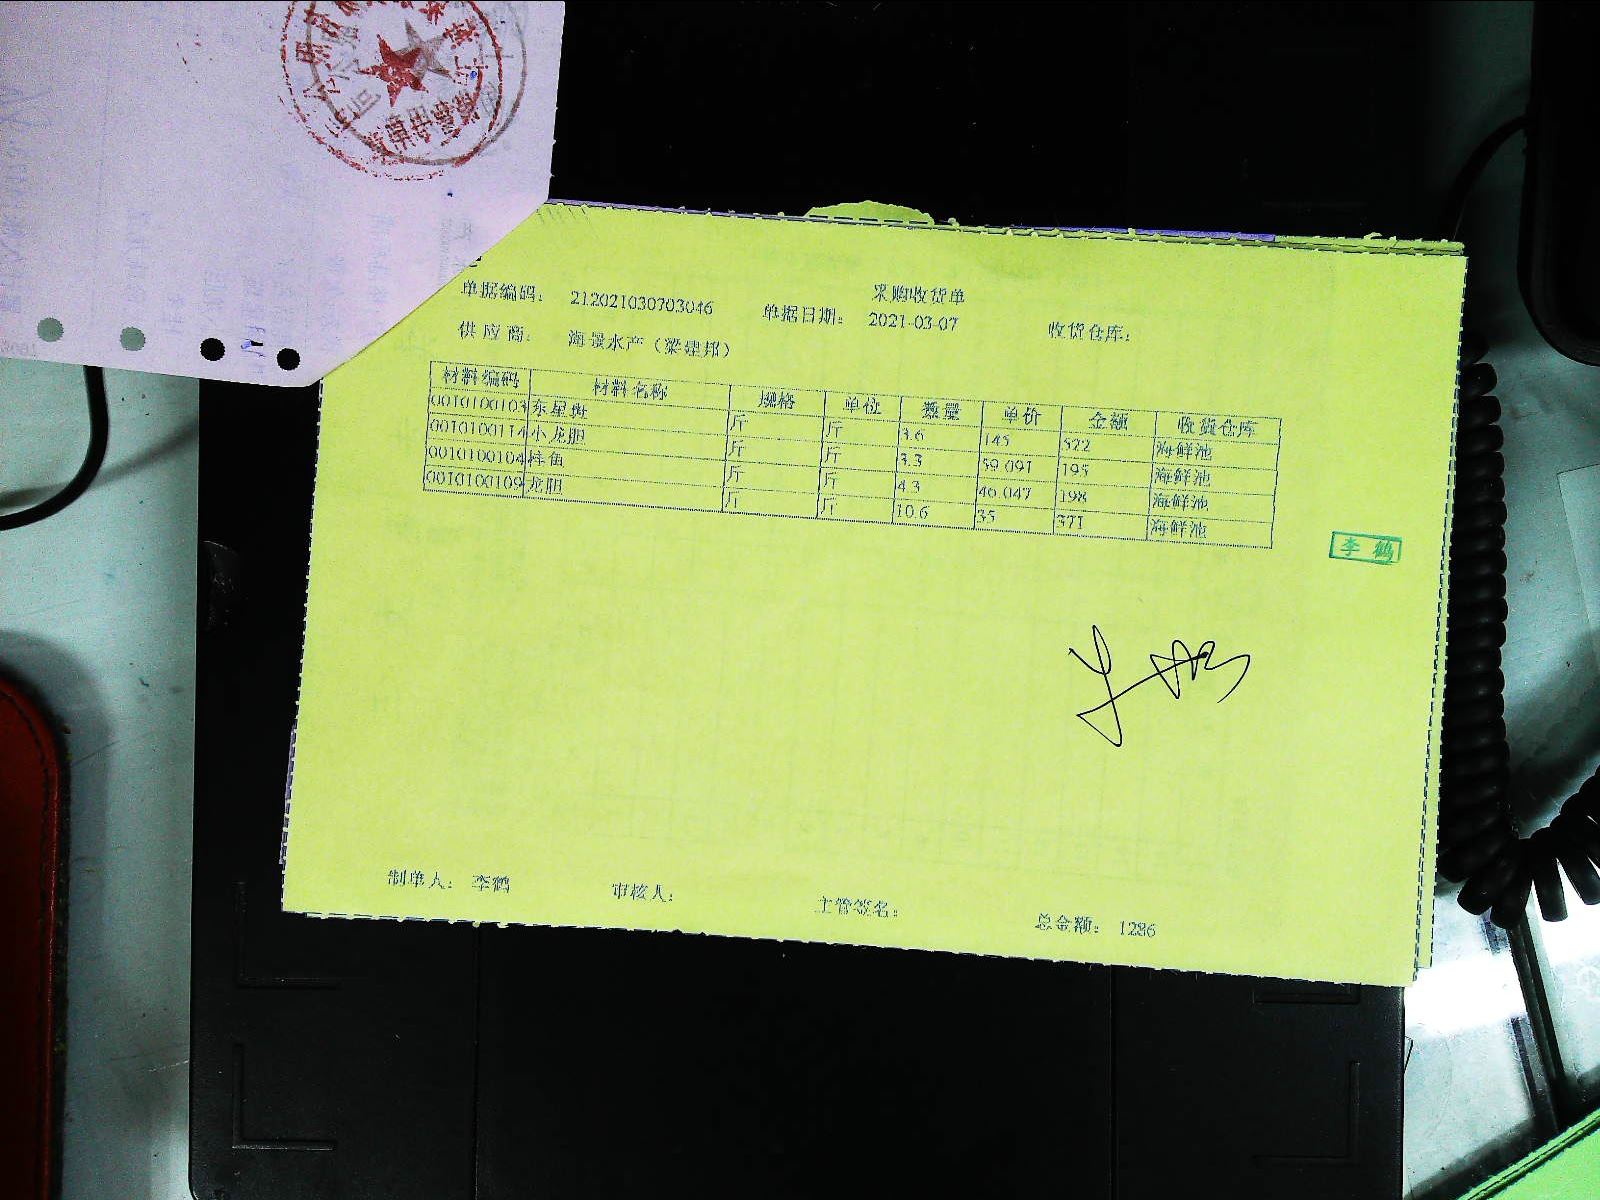 采购收货单
单据编码： 212021030703046 单据日期： 2021-03-07 收货仓库：
供应商： 海景水产（梁建邦）
材料编码 材料名称 规格 单位 数量 单价 金额 收货仓库
0010100103 东星斑 斤 斤 3.6 145 522 海鲜池
0010100114 小龙胆 斤 斤 3.3 59.091 195 海鲜池
0010100104 桂鱼 斤 斤 4.3 46.047 198 海鲜池
0010100109 龙胆 斤 斤 10.6 35 371 海鲜池
李鹤
制单人： 李鹤 审核人： 主管签名： 总金额： 1286